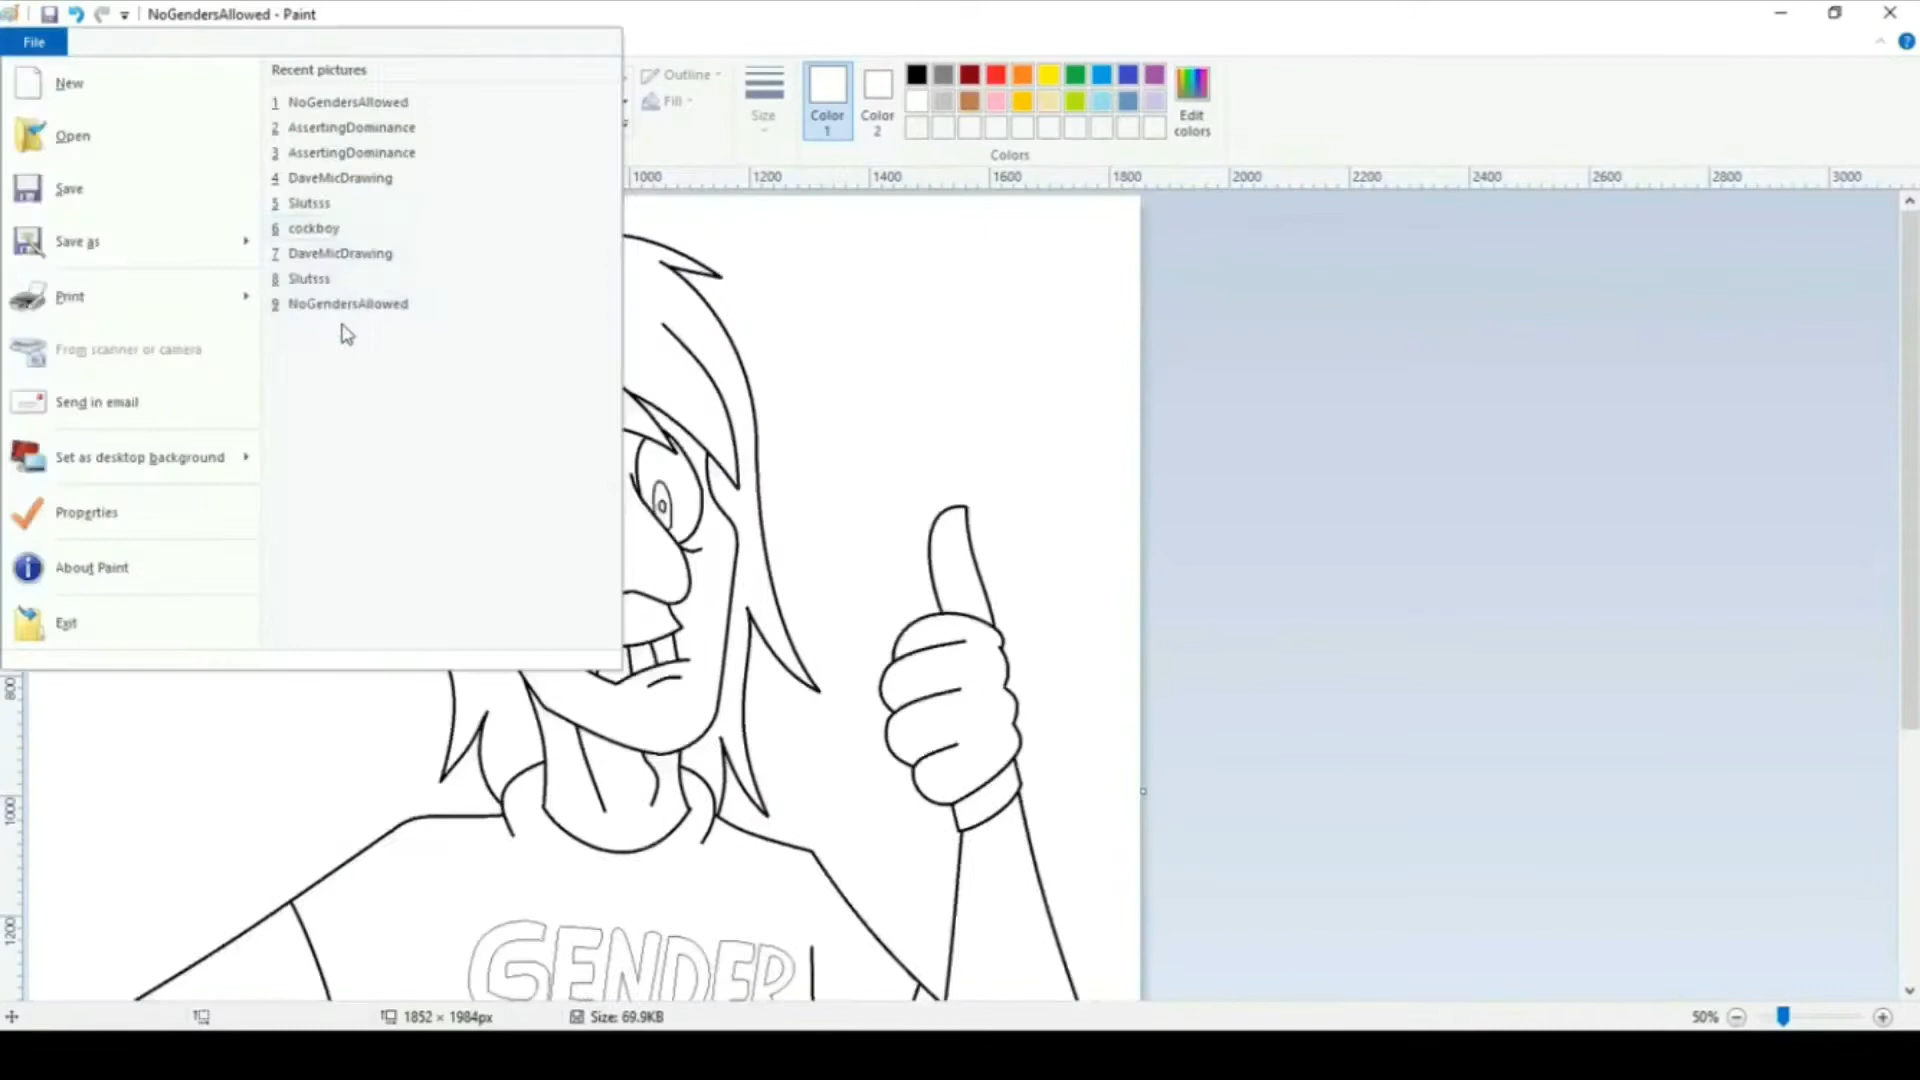 NoGendersAllowed - Paint
File
New
Open
Save
Save as
Print
From scanner or camera
Send in email
Set as desktop background
Properties
About Paint
Exit
Recent pictures
1 NoGendersAllowed
2 AssertingDominance
3 AssertingDominance
4 DaveMicDrawing
5 Slutsss
6 cockboy
7 DaveMicDrawing
8 Slutsss
9 NoGendersAllowed
Outline
Fill
Size
Color 1
Color 2
Edit colors
Colors
1000 1200 1400 1600 1800 2000 2200 2400 2600 2800 3000
800
1000
1200
GENDER
1852 × 1984px
Size: 69.9KB
50%